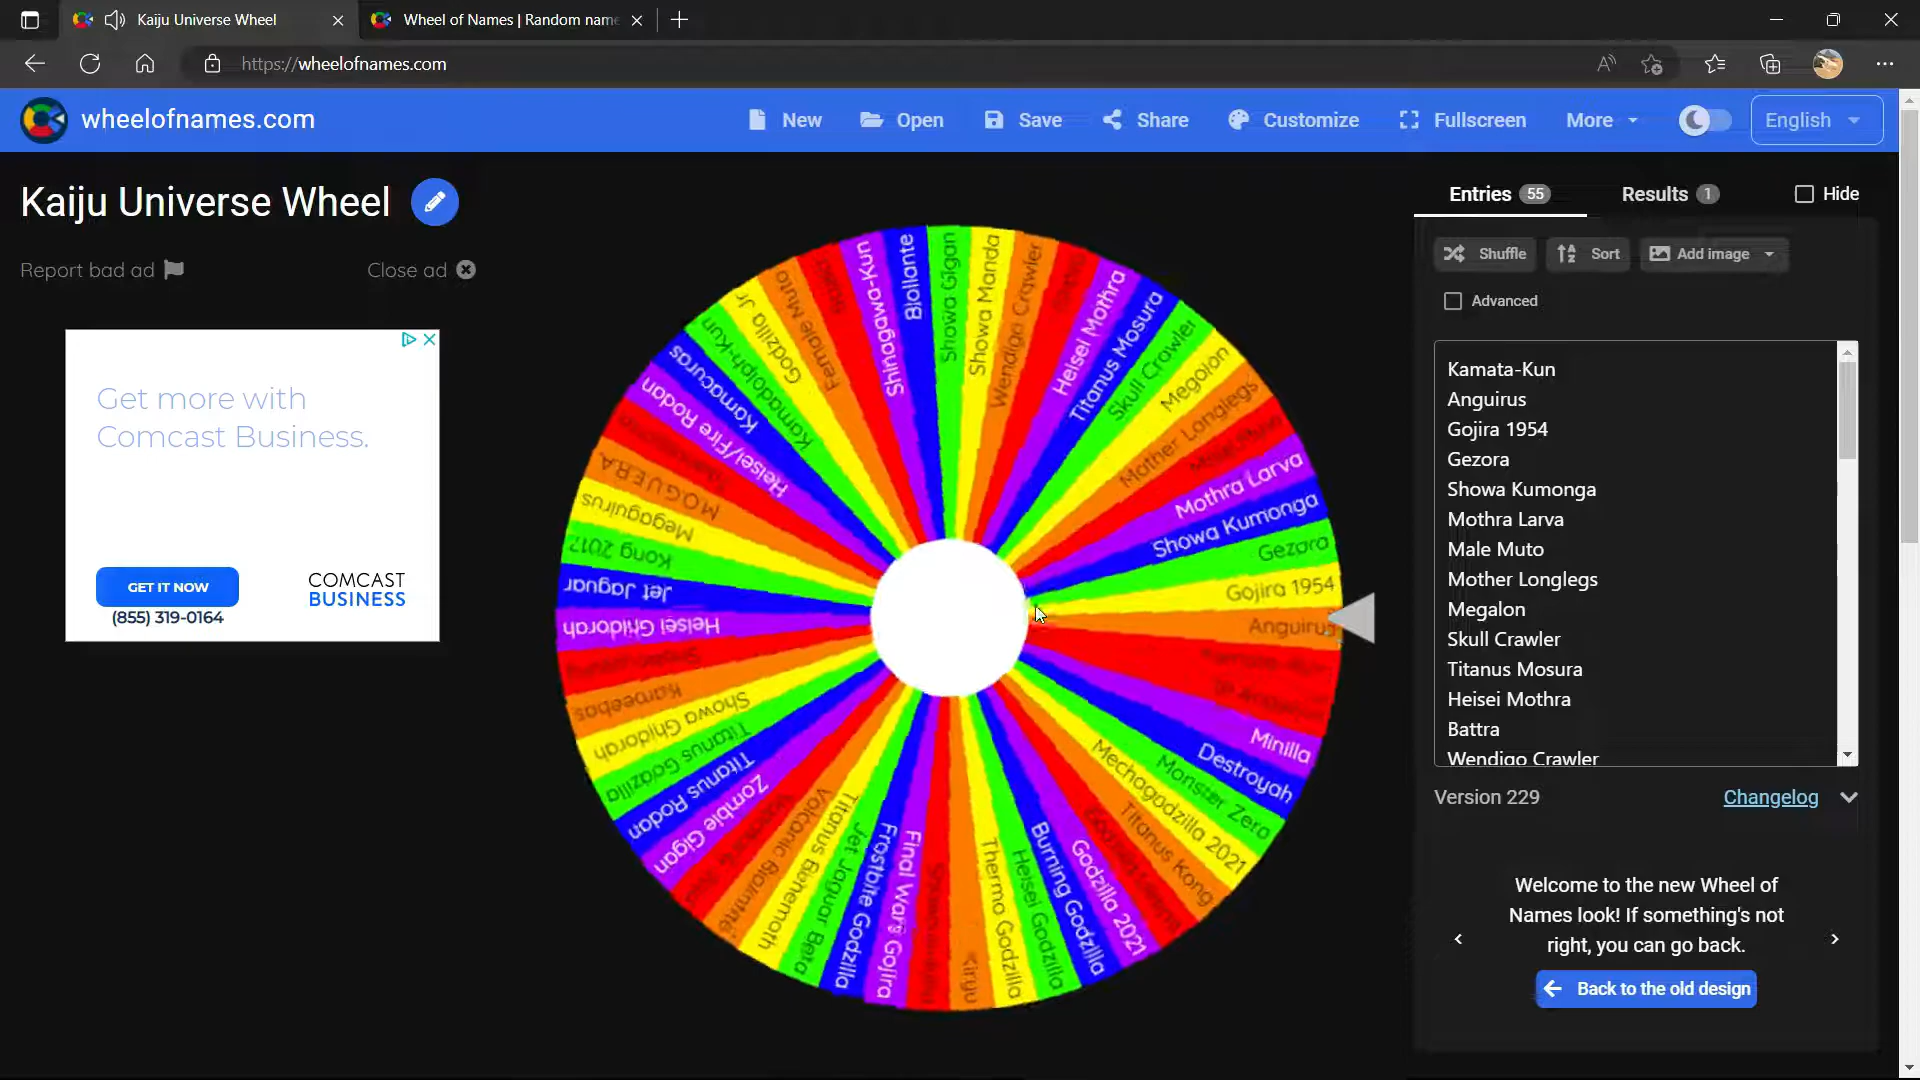 Kaiju Universe Wheel
Wheel of Names | Random name
https://wheelofnames.com
wheelofnames.com
New
Open
Save
Share
Customize
Fullscreen
More
English
Kaiju Universe Wheel
Report bad ad
Close ad
Get more with
Comcast Business.
GET IT NOW
(855) 319-0164
COMCAST
BUSINESS
Biollante
Showa Gigan
Showa Manda
Wendigo Crawler
Heisei Mothra
Titanus Mosura
Skull Crawler
Megalon
Mother Longlegs
Mothra Larva
Showa Kumonga
Gezora
Gojira 1954
Anguirus
Minilla
Destroyah
Monster Zero
Mechagodzilla 2021
Titanus Kong
Godzilla 2021
Burning Godzilla
Heisei Godzilla
Thermo Godzilla
Kiryu
Final Wars Gojira
Frostbite Godzilla
Jet Jaguar Beta
Titanus Behemoth
Volcanic Biollante
Zombie Gigan
Titanus Rodan
Titanus Godzilla
Showa Ghidorah
Kamoebas
Heisei Ghidorah
Jet Jaguar
Kong 2017
Megaguirus
M.O.G.U.E.R.A.
Heisei/Fire Rodan
Kamacuras
Kamadolph-Kun
Godzilla Jr
Female Muto
Shinagawa-Kun
Entries 55
Results 1
Hide
Shuffle
Sort
Add image
Advanced
Kamata-Kun
Anguirus
Gojira 1954
Gezora
Showa Kumonga
Mothra Larva
Male Muto
Mother Longlegs
Megalon
Skull Crawler
Titanus Mosura
Heisei Mothra
Battra
Wendigo Crawler
Version 229
Changelog
Welcome to the new Wheel of
Names look! If something's not
right, you can go back.
Back to the old design